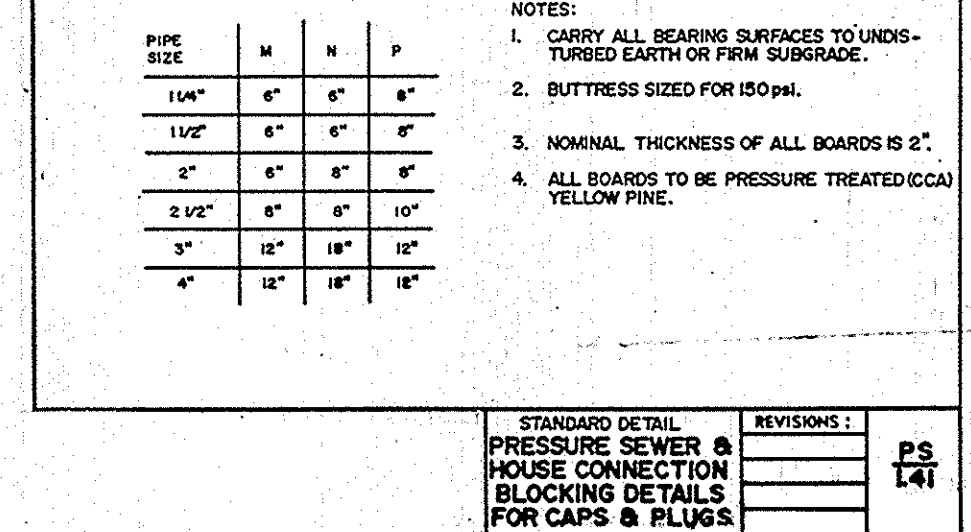 PIPE SIZE M N P
1 1/4" 6" 6" 8"
1 1/2" 6" 6" 8"
2" 6" 8" 8"
2 1/2" 8" 8" 10"
3" 12" 18" 12"
4" 12" 18" 12"
NOTES:
1. CARRY ALL BEARING SURFACES TO UNDIS-
TURBED EARTH OR FIRM SUBGRADE.
2. BUTTRESS SIZED FOR 150 psi.
3. NOMINAL THICKNESS OF ALL BOARDS IS 2".
4. ALL BOARDS TO BE PRESSURE TREATED (CCA)
YELLOW PINE.
STANDARD DETAIL
PRESSURE SEWER &
HOUSE CONNECTION
BLOCKING DETAILS
FOR CAPS & PLUGS
REVISIONS:
PS
1.41